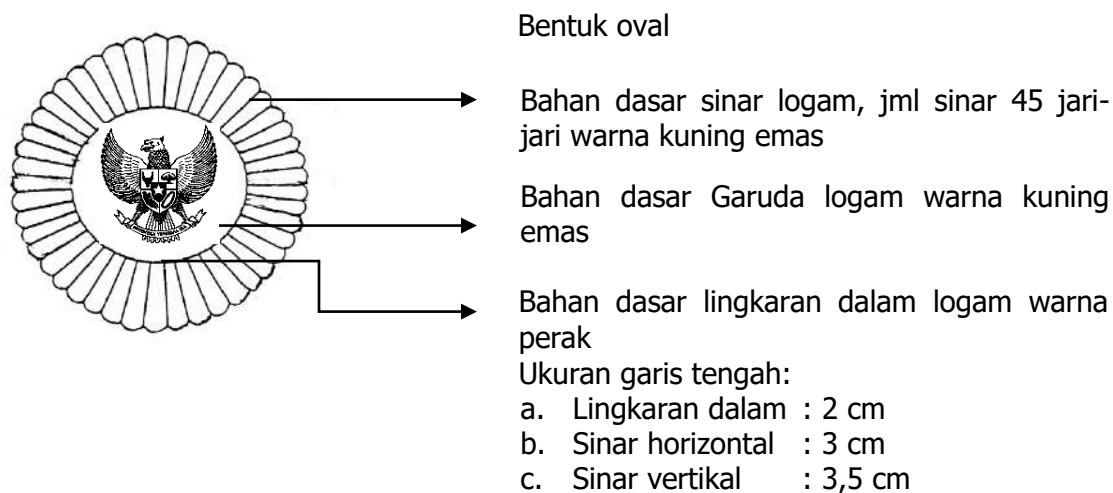 Bentuk oval
Bahan dasar sinar logam, jml sinar 45 jari-
jari warna kuning emas
Bahan dasar Garuda logam warna kuning
emas
Bahan dasar lingkaran dalam logam warna
perak
Ukuran garis tengah:
a. Lingkaran dalam : 2 cm
b. Sinar horizontal : 3 cm
c. Sinar vertikal : 3,5 cm